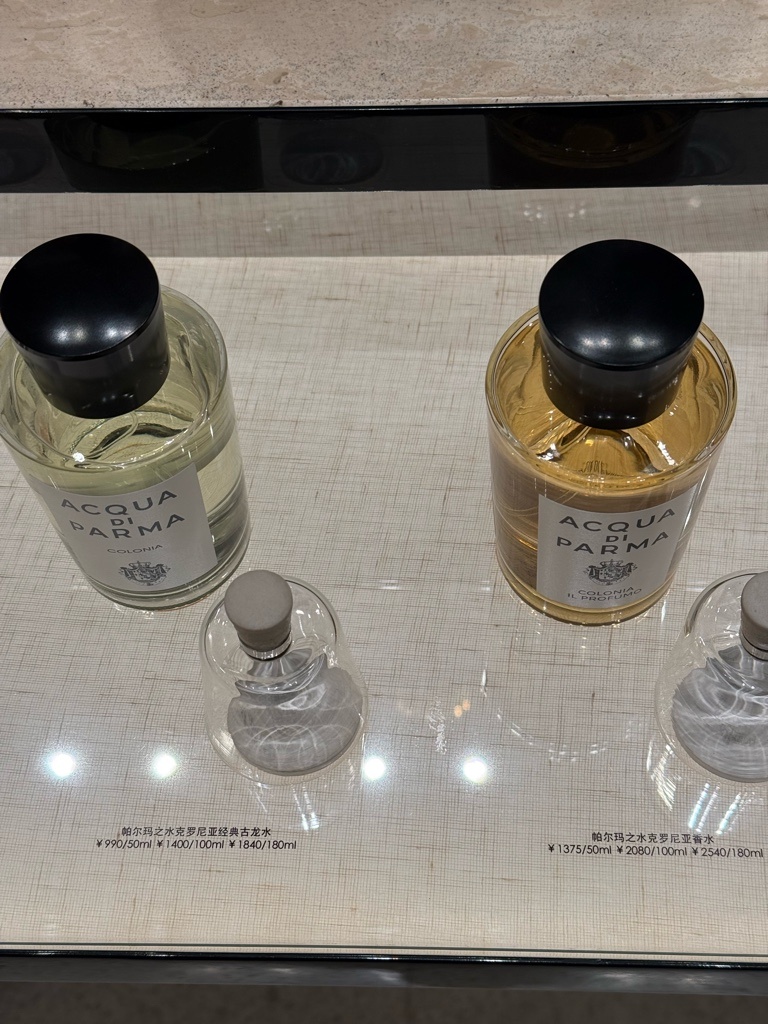 ACQUA
DI
PARMA
COLONIA
ACQUA
DI
PARMA
COLONIA
IL PROFUMO
帕尔玛之水克罗尼亚经典古龙水
￥990/50ml ￥1400/100ml ￥1840/180ml
帕尔玛之水克罗尼亚香水
￥1375/50ml ￥2080/100ml ￥2540/180ml